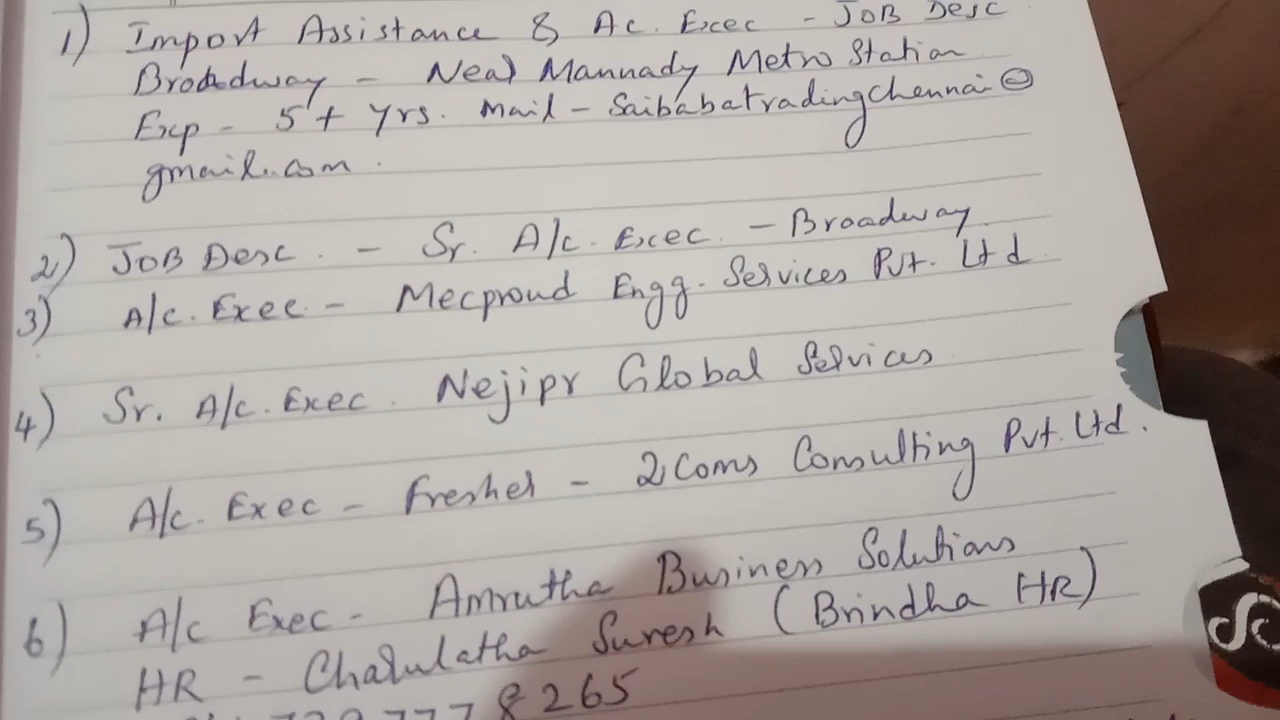 1) Import Assistance & Ac. Exec - JOB Desc
Broadway - Near Mannady Metro Station
Exp - 5+ Yrs. Mail - Saibabatradingchennai@
gmail.com.
2) JOB Desc. - Sr. A/c. Exec. - Broadway
3) A/c. Exec. - Mecproud Engg. Services Pvt. Ltd
4) Sr. A/c. Exec. Nejipr Global Services
5) A/c. Exec - Fresher - 2Coms Consulting Pvt. Ltd.
6) A/c Exec - Amrutha Business Solutions
HR - Charulatha Suresh (Brindha HR)
8265